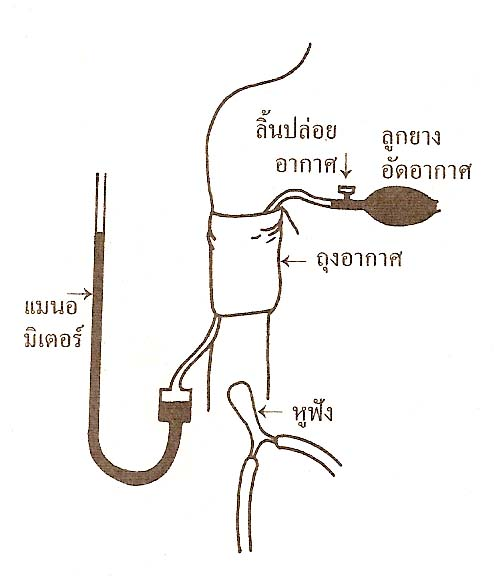 ลิ้นปล่อย
อากาศ
ลูกยาง
อัดอากาศ
ถุงอากาศ
แมนอ
มิเตอร์
หูฟัง